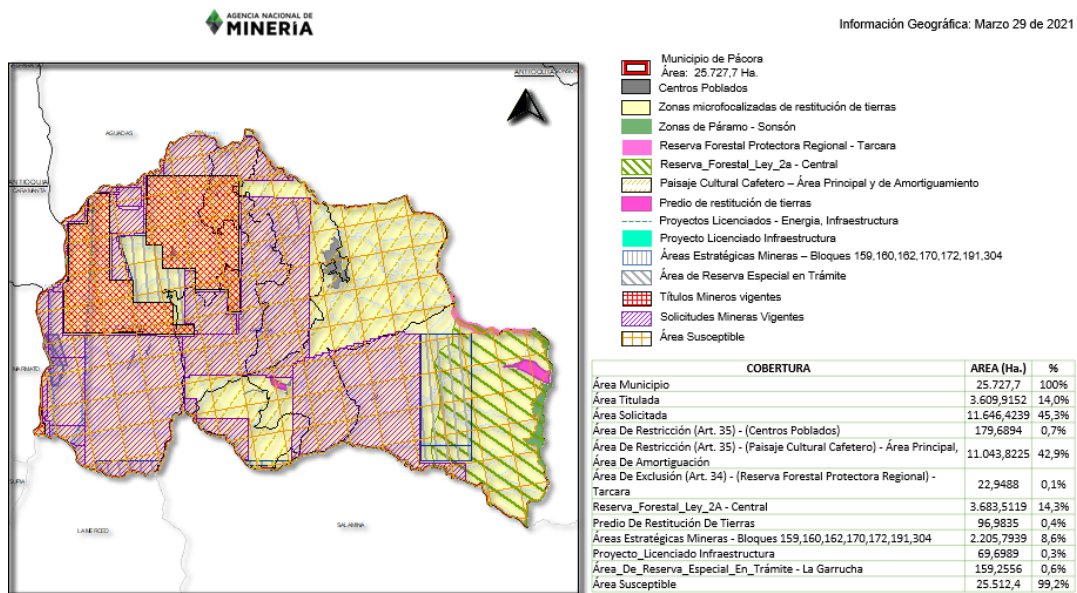 AGENCIA NACIONAL DE
MINERÍA
Información Geográfica: Marzo 29 de 2021
ANTIOQUIA
AGUADAS
ANTIOQUIA
CARAMANTA
MARMATO
LA MERCED
SALAMINA
Municipio de Pácora
Área: 25.727,7 Ha.
Centros Poblados
Zonas microfocalizadas de restitución de tierras
Zonas de Páramo - Sonsón
Reserva Forestal Protectora Regional - Tarcara
Reserva_Forestal_Ley_2a - Central
Paisaje Cultural Cafetero – Área Principal y de Amortiguamiento
Predio de restitución de tierras
Proyectos Licenciados - Energia, Infraestructura
Proyecto Licenciado Infraestructura
Áreas Estratégicas Mineras – Bloques 159,160,162,170,172,191,304
Área de Reserva Especial en Trámite
Títulos Mineros vigentes
Solicitudes Mineras Vigentes
Área Susceptible
COBERTURA AREA (Ha.) %
Área Municipio 25.727,7 100%
Área Titulada 3.609,9152 14,0%
Área Solicitada 11.646,4239 45,3%
Área De Restricción (Art. 35) - (Centros Poblados) 179,6894 0,7%
Área De Restricción (Art. 35) - (Paisaje Cultural Cafetero) - Área Principal,
Área De Amortiguación 11.043,8225 42,9%
Área De Exclusión (Art. 34) - (Reserva Forestal Protectora Regional) -
Tarcara 22,9488 0,1%
Reserva_Forestal_Ley_2A - Central 3.683,5119 14,3%
Predio De Restitución De Tierras 96,9835 0,4%
Áreas Estratégicas Mineras - Bloques 159,160,162,170,172,191,304 2.205,7939 8,6%
Proyecto_Licenciado Infraestructura 69,6989 0,3%
Área_De_Reserva_Especial_En_Trámite - La Garrucha 159,2556 0,6%
Área Susceptible 25.512,4 99,2%